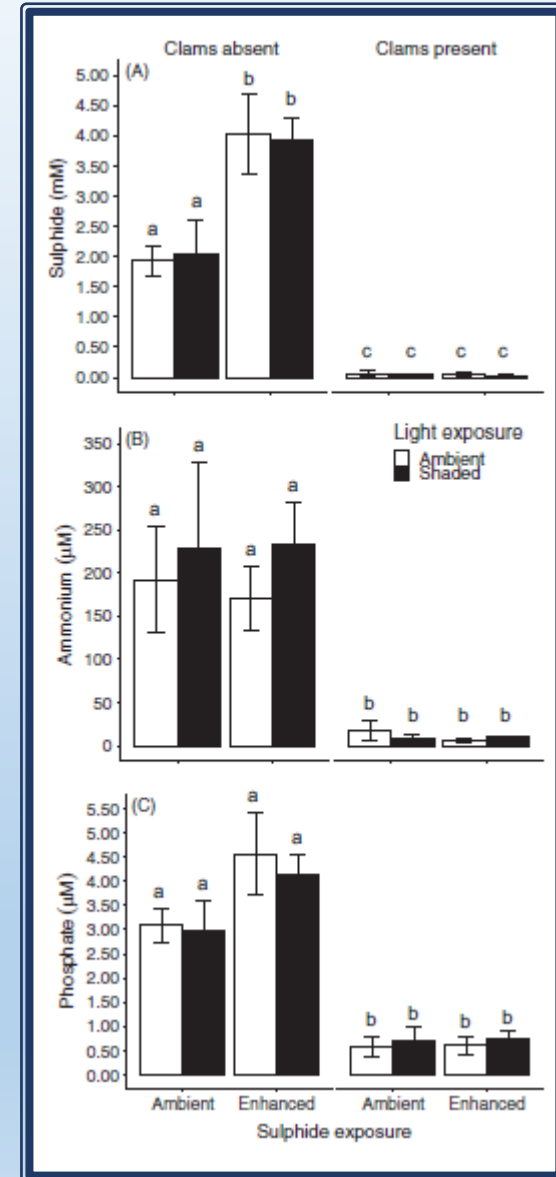 Clams absent Clams present
(A)
Sulphide (mM)
5.00
4.50
4.00
3.50
3.00
2.50
2.00
1.50
1.00
0.50
0.00
a a b b c c c c
(B)
Ammonium (µM)
350
300
250
200
150
100
50
0
a a a a b b b b
Light exposure
Ambient
Shaded
(C)
Phosphate (µM)
5.50
5.00
4.50
4.00
3.50
3.00
2.50
2.00
1.50
1.00
0.50
0.00
a a a a b b b b
Ambient Enhanced Ambient Enhanced
Sulphide exposure